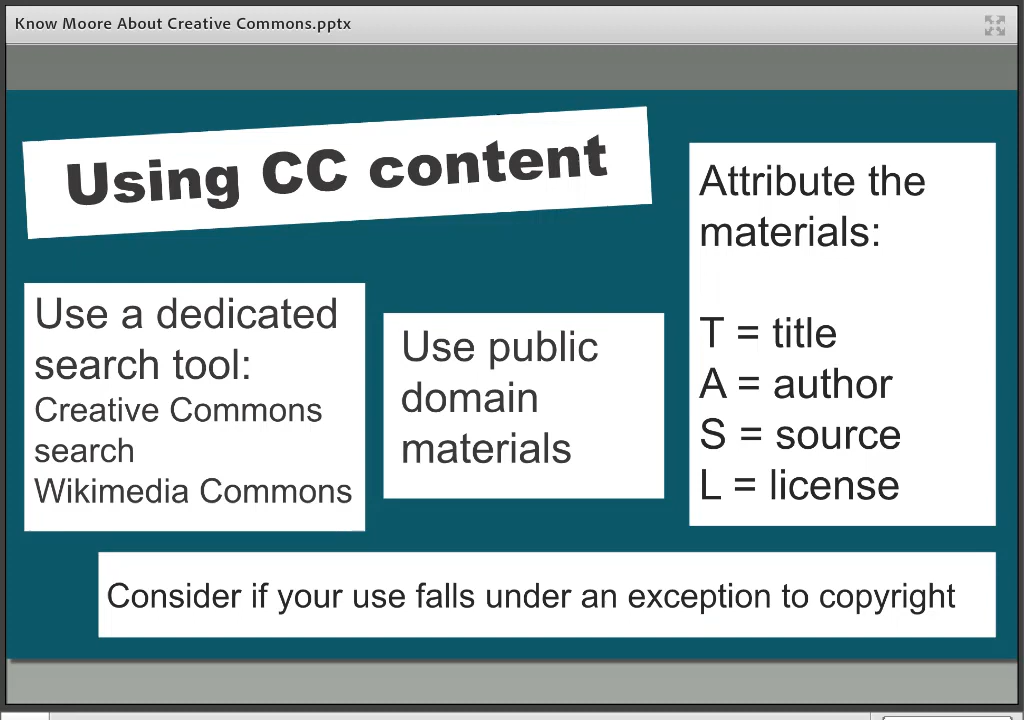 Know Moore About Creative Commons.pptx
Using CC content
Use a dedicated
search tool:
Creative Commons
search
Wikimedia Commons
Use public
domain
materials
Attribute the
materials:
T = title
A = author
S = source
L = license
Consider if your use falls under an exception to copyright